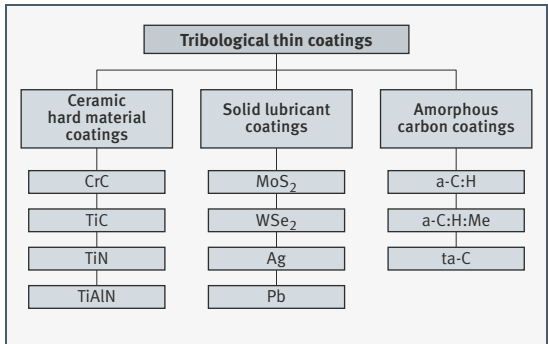 Tribological thin coatings
Ceramic
hard material
coatings
CrC
TiC
TiN
TiAlN
Solid lubricant
coatings
MoS₂
WSe₂
Ag
Pb
Amorphous
carbon coatings
a-C:H
a-C:H:Me
ta-C